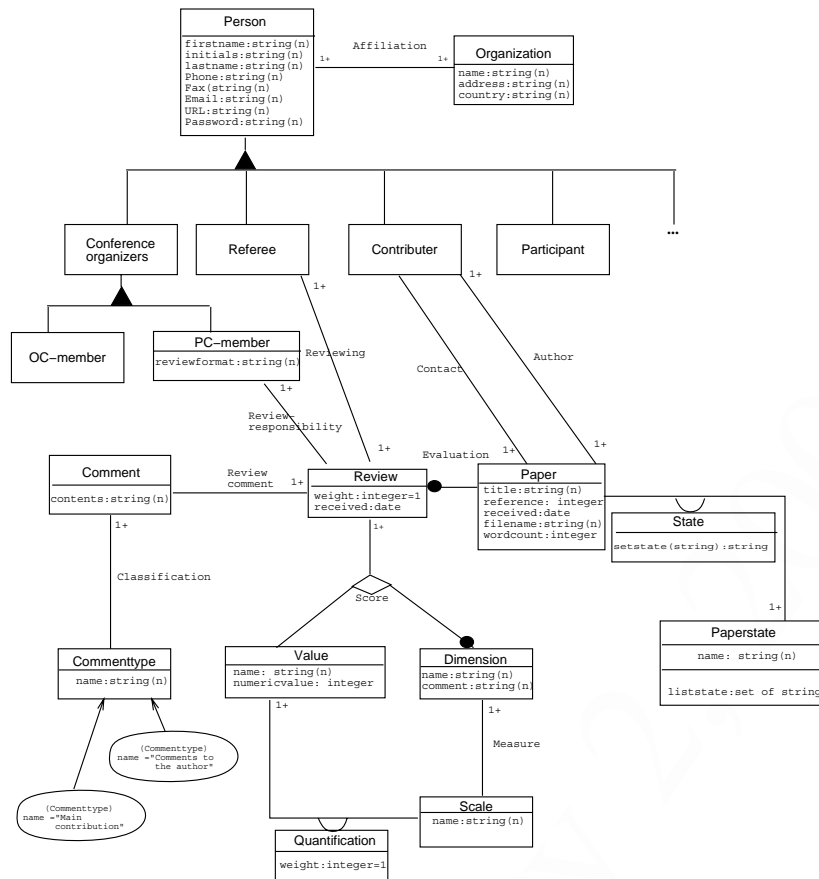 Person
firstname:string(n)
initials:string(n)
lastname:string(n)
Phone:string(n)
Fax(string(n)
Email:string(n)
URL:string(n)
Password:string(n)
Affiliation
1+
1+
Organization
name:string(n)
address:string(n)
country:string(n)
Conference
organizers
Referee
Contributer
Participant
...
1+
1+
OC–member
PC–member
reviewformat:string(n)
1+
Reviewing
Contact
Author
Review–
responsibility
1+
1+
Comment
contents:string(n)
1+
Review
comment
1+
Review
weight:integer=1
received:date
1+
Evaluation
Paper
title:string(n)
reference: integer
received:date
filename:string(n)
wordcount:integer
State
setstate(string):string
Classification
Score
1+
Paperstate
name: string(n)
liststate:set of string
Commenttype
name:string(n)
Value
name: string(n)
numericvalue: integer
1+
Dimension
name:string(n)
comment:string(n)
1+
Measure
(Commenttype)
name ="Comments to
the author"
(Commenttype)
name ="Main
contribution"
Scale
name:string(n)
Quantification
weight:integer=1